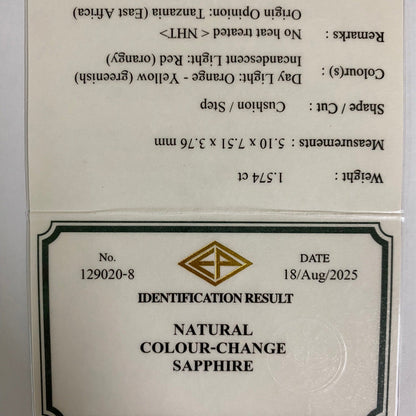 Weight : 1.574 ct
Measurements : 5.10 x 7.51 x 3.76 mm
Shape / Cut : Cushion / Step
Colour(s) : Day Light: Orange - Yellow (greenish)
Incandescent Light: Red (orangy)
Remarks : No heat treated < NHT>
Origin Opinion: Tanzania (East Africa)
No.
129020-8
EP
DATE
18/Aug/2025
IDENTIFICATION RESULT
NATURAL
COLOUR-CHANGE
SAPPHIRE